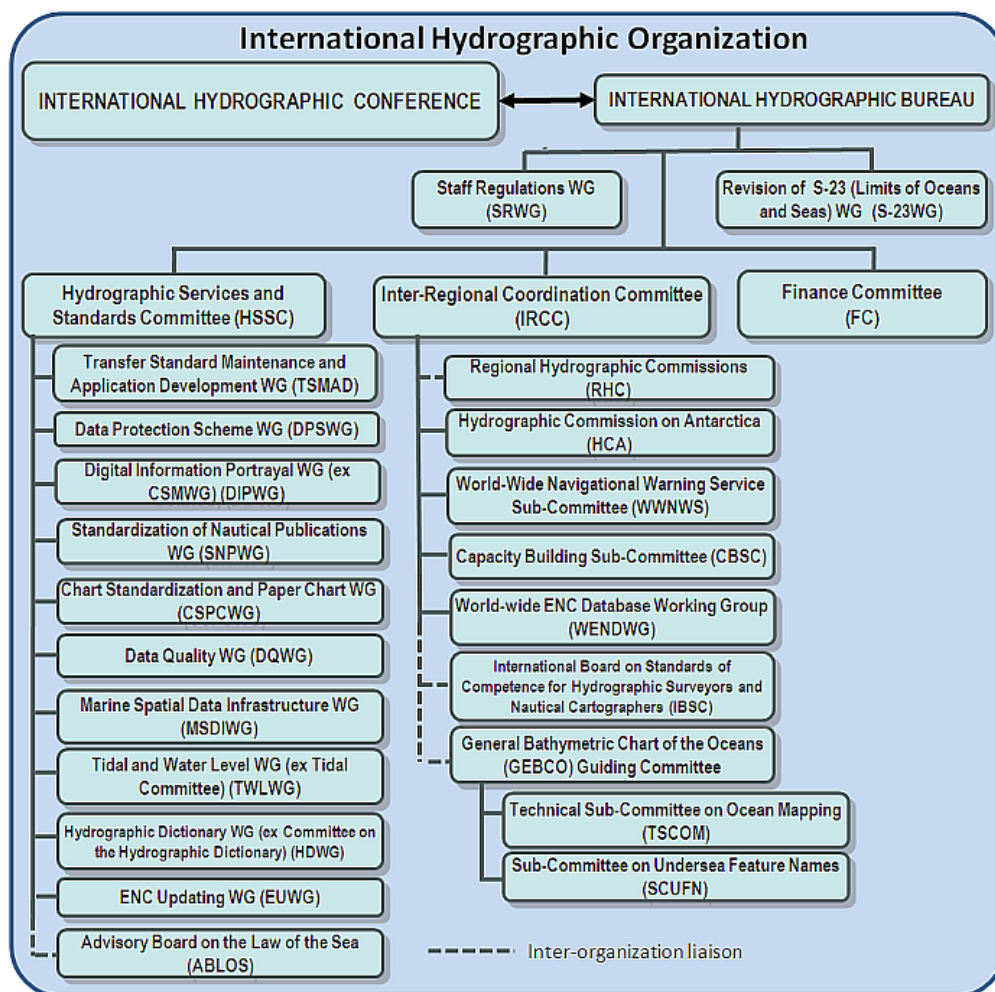 International Hydrographic Organization
INTERNATIONAL HYDROGRAPHIC CONFERENCE
INTERNATIONAL HYDROGRAPHIC BUREAU
Staff Regulations WG
(SRWG)
Revision of S-23 (Limits of Oceans
and Seas) WG (S-23WG)
Hydrographic Services and
Standards Committee (HSSC)
Inter-Regional Coordination Committee
(IRCC)
Finance Committee
(FC)
Transfer Standard Maintenance and
Application Development WG (TSMAD)
Data Protection Scheme WG (DPSWG)
Digital Information Portrayal WG (ex
CSMWG) (DIPWG)
Standardization of Nautical Publications
WG (SNPWG)
Chart Standardization and Paper Chart WG
(CSPCWG)
Data Quality WG (DQWG)
Marine Spatial Data Infrastructure WG
(MSDIWG)
Tidal and Water Level WG (ex Tidal
Committee) (TWLWG)
Hydrographic Dictionary WG (ex Committee on
the Hydrographic Dictionary) (HDWG)
ENC Updating WG (EUWG)
Advisory Board on the Law of the Sea
(ABLOS)
Regional Hydrographic Commissions
(RHC)
Hydrographic Commission on Antarctica
(HCA)
World-Wide Navigational Warning Service
Sub-Committee (WWNWS)
Capacity Building Sub-Committee (CBSC)
World-wide ENC Database Working Group
(WENDWG)
International Board on Standards of
Competence for Hydrographic Surveyors and
Nautical Cartographers (IBSC)
General Bathymetric Chart of the Oceans
(GEBCO) Guiding Committee
Technical Sub-Committee on Ocean Mapping
(TSCOM)
Sub-Committee on Undersea Feature Names
(SCUFN)
Inter-organization liaison